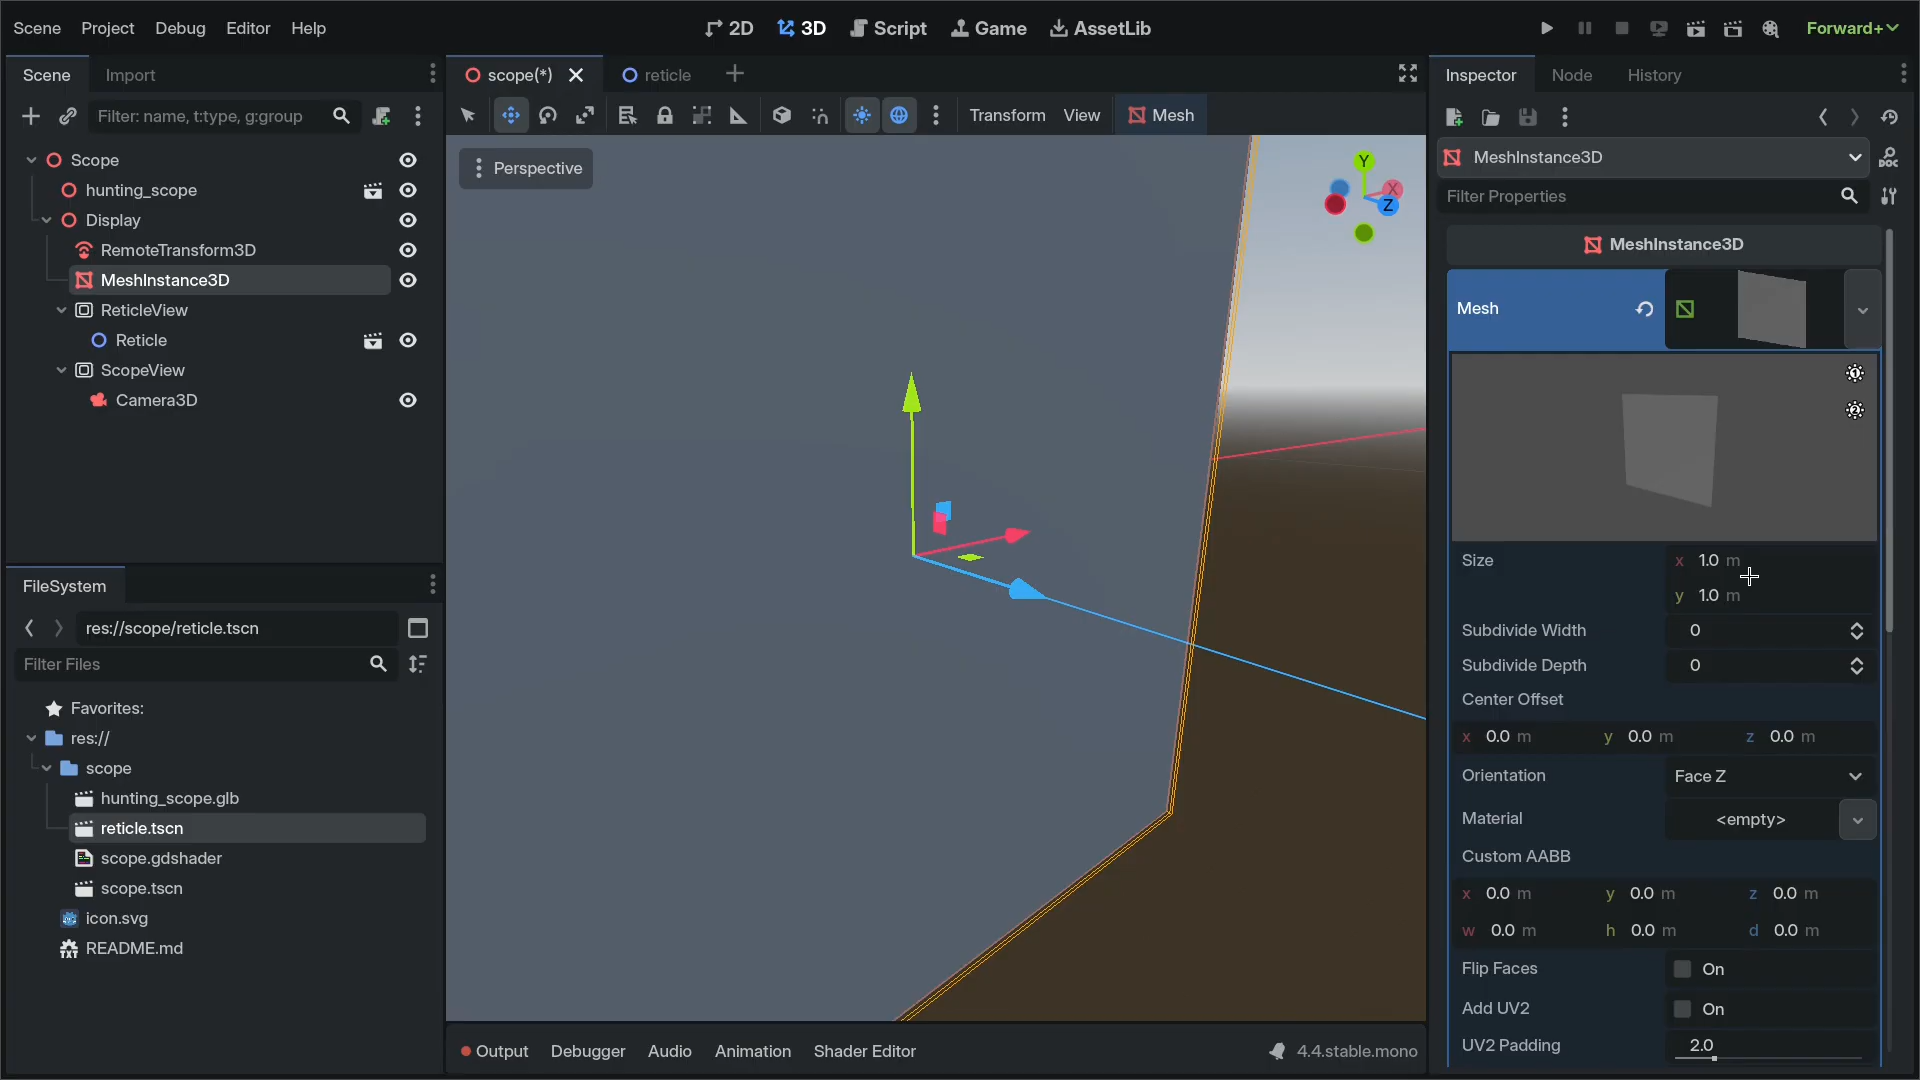 Scene Project Debug Editor Help
2D 3D Script Game AssetLib
Forward+
Scene Import
Filter: name, t:type, g:group
Scope
hunting_scope
Display
RemoteTransform3D
MeshInstance3D
ReticleView
Reticle
ScopeView
Camera3D
FileSystem
res://scope/reticle.tscn
Filter Files
Favorites:
res://
scope
hunting_scope.glb
reticle.tscn
scope.gdshader
scope.tscn
icon.svg
README.md
scope(*) reticle
Transform View Mesh
Perspective
Y
X
Z
Output Debugger Audio Animation Shader Editor 4.4.stable.mono
Inspector Node History
MeshInstance3D
Filter Properties
MeshInstance3D
Mesh
1
2
Size x 1.0 m
y 1.0 m
Subdivide Width 0
Subdivide Depth 0
Center Offset
x 0.0 m y 0.0 m z 0.0 m
Orientation Face Z
Material <empty>
Custom AABB
x 0.0 m y 0.0 m z 0.0 m
w 0.0 m h 0.0 m d 0.0 m
Flip Faces On
Add UV2 On
UV2 Padding 2.0